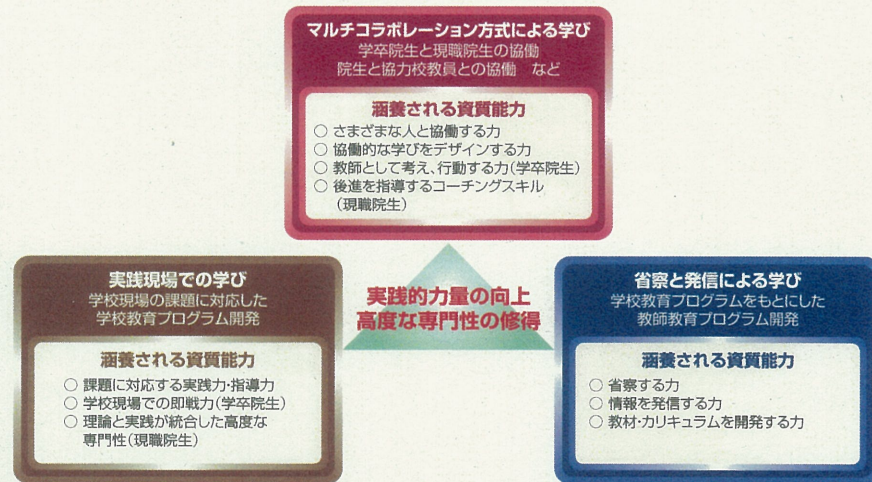 マルチコラボレーション方式による学び
学卒院生と現職院生の協働
院生と協力校教員との協働　など
涵養される資質能力
○ さまざまな人と協働する力
○ 協働的な学びをデザインする力
○ 教師として考え、行動する力(学卒院生)
○ 後進を指導するコーチングスキル
(現職院生)
実践現場での学び
学校現場の課題に対応した
学校教育プログラム開発
涵養される資質能力
○ 課題に対応する実践力・指導力
○ 学校現場での即戦力(学卒院生)
○ 理論と実践が統合した高度な
専門性(現職院生)
実践的力量の向上
高度な専門性の修得
省察と発信による学び
学校教育プログラムをもとにした
教師教育プログラム開発
涵養される資質能力
○ 省察する力
○ 情報を発信する力
○ 教材・カリキュラムを開発する力